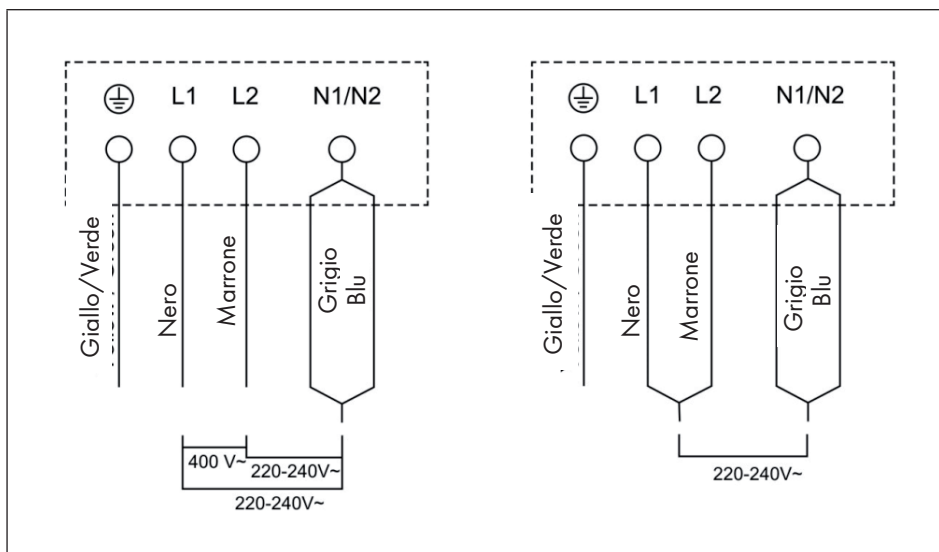 L1 L2 N1/N2
Giallo/Verde
Nero
Marrone
Grigio
Blu
400 V~
220-240V~
220-240V~
L1 L2 N1/N2
Giallo/Verde
Nero
Marrone
Grigio
Blu
220-240V~